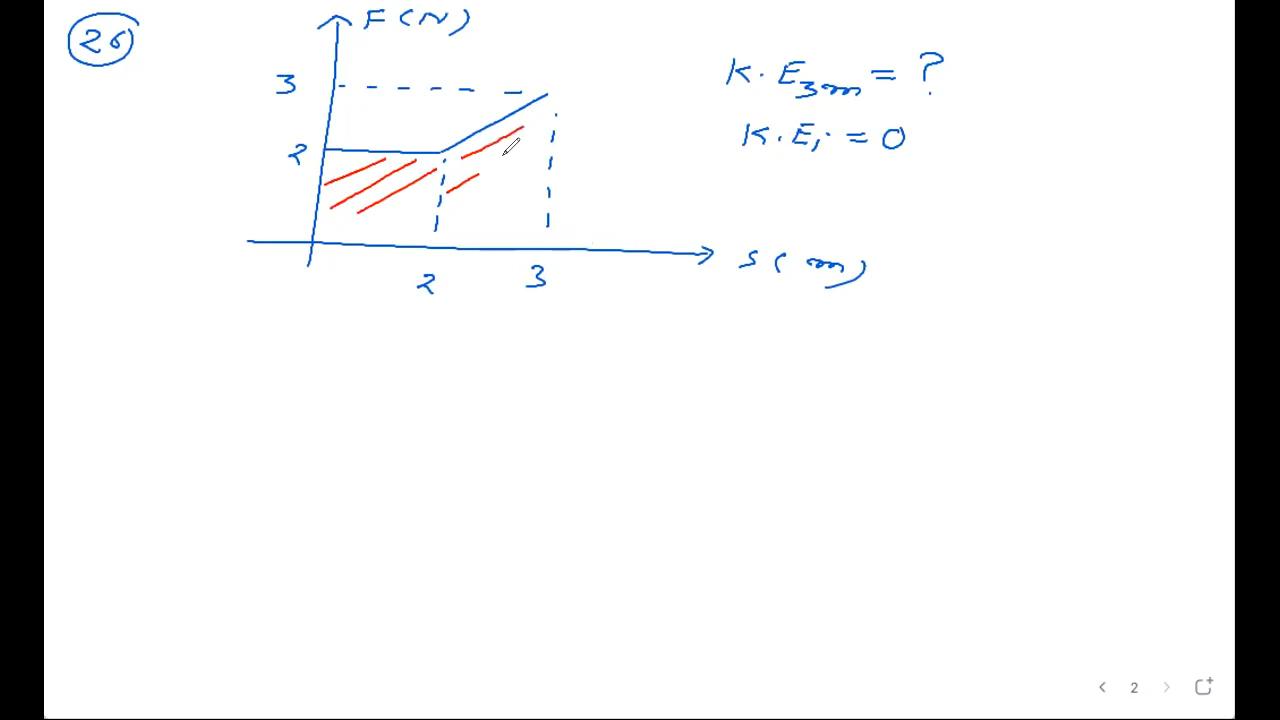 26
F (N)
3
K.E3m = ?
K.Ei = 0
2
2
3
s (m)
2